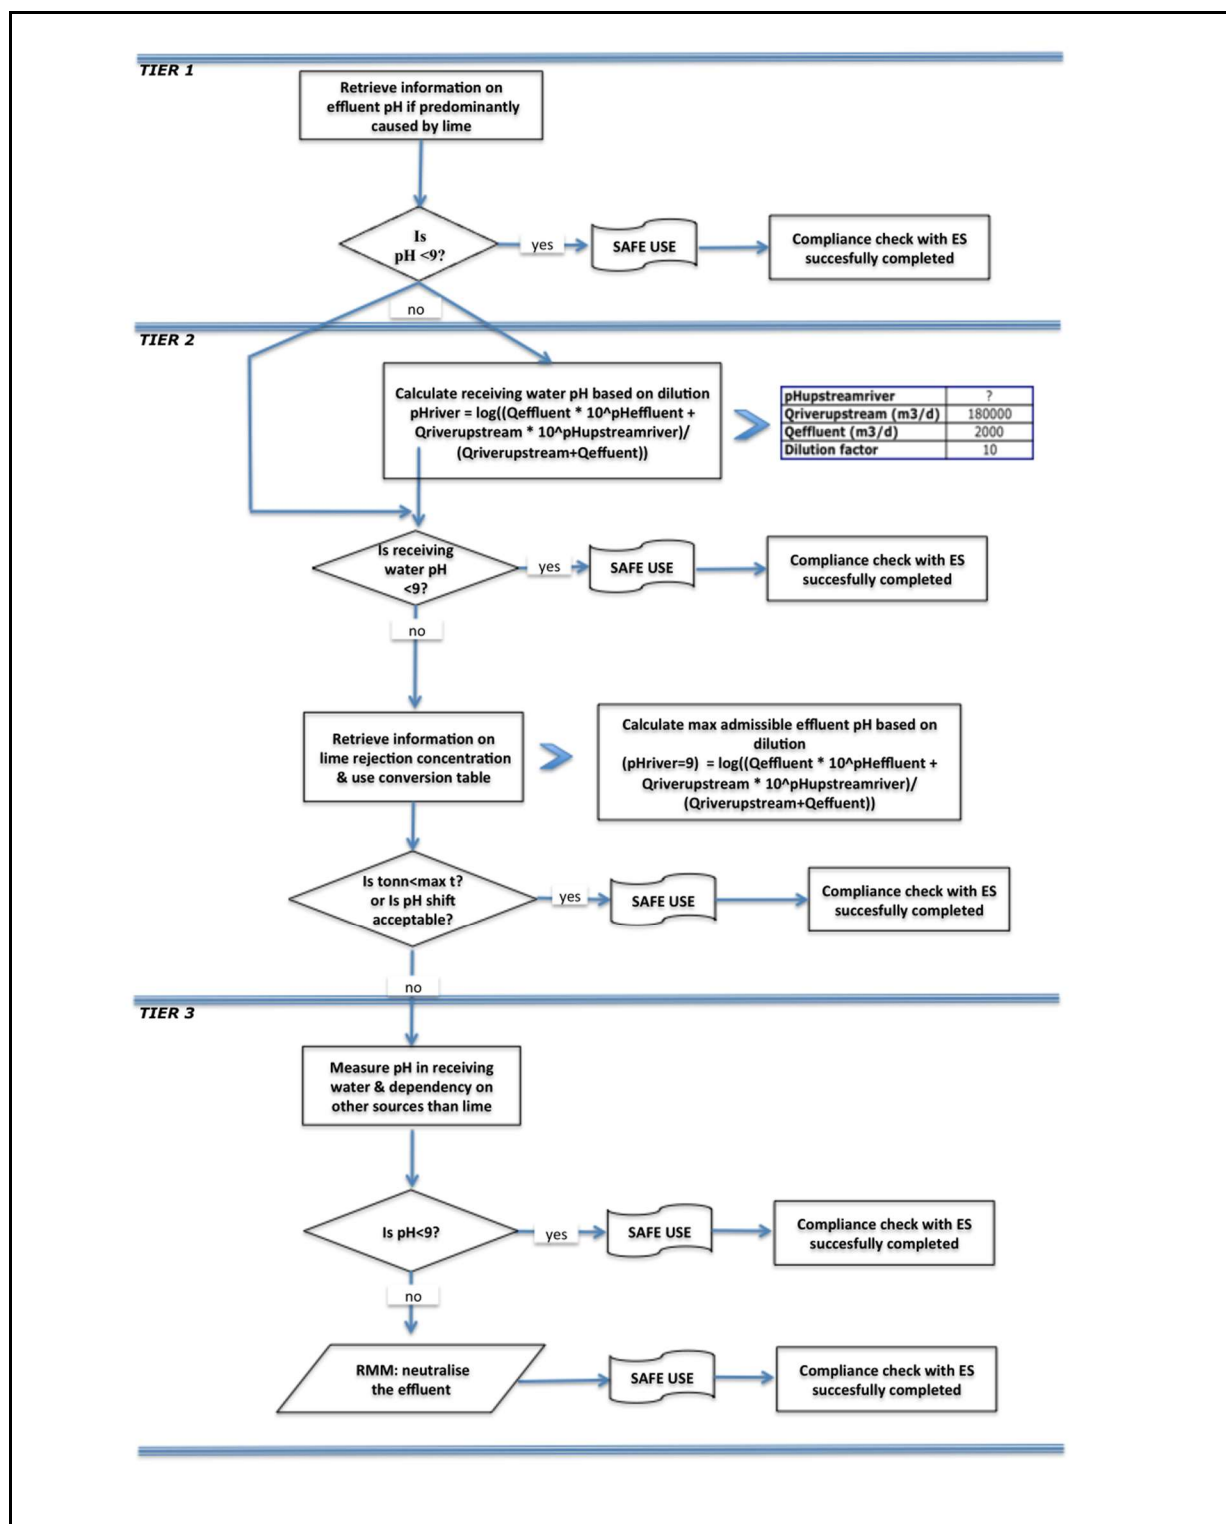 TIER 1
Retrieve information on
effluent pH if predominantly
caused by lime
Is
pH <9?
yes
SAFE USE
Compliance check with ES
succesfully completed
no
TIER 2
Calculate receiving water pH based on dilution
pHriver = log((Qeffluent * 10^pHeffluent +
Qriverupstream * 10^pHupstreamriver)/
(Qriverupstream+Qeffuent))
pHupstreamriver ?
Qriverupstream (m3/d) 180000
Qeffluent (m3/d) 2000
Dilution factor 10
Is receiving
water pH
<9?
yes
SAFE USE
Compliance check with ES
succesfully completed
no
Retrieve information on
lime rejection concentration
& use conversion table
Calculate max admissible effluent pH based on
dilution
(pHriver=9) = log((Qeffluent * 10^pHeffluent +
Qriverupstream * 10^pHupstreamriver)/
(Qriverupstream+Qeffuent))
Is tonn<max t?
or Is pH shift
acceptable?
yes
SAFE USE
Compliance check with ES
succesfully completed
no
TIER 3
Measure pH in receiving
water & dependency on
other sources than lime
Is pH<9?
yes
SAFE USE
Compliance check with ES
succesfully completed
no
RMM: neutralise
the effluent
SAFE USE
Compliance check with ES
succesfully completed